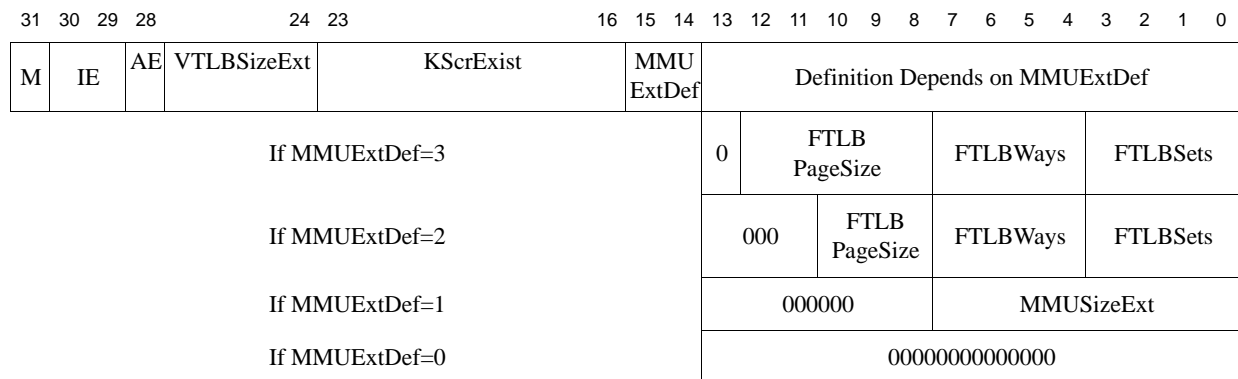 31 30 29 28 24 23 16 15 14 13 12 11 10 9 8 7 6 5 4 3 2 1 0
M IE AE VTLBSizeExt KScrExist MMU
ExtDef
Definition Depends on MMUExtDef
If MMUExtDef=3
0
FTLB
PageSize
FTLBWays
FTLBSets
If MMUExtDef=2
000
FTLB
PageSize
FTLBWays
FTLBSets
If MMUExtDef=1
000000
MMUSizeExt
If MMUExtDef=0
00000000000000